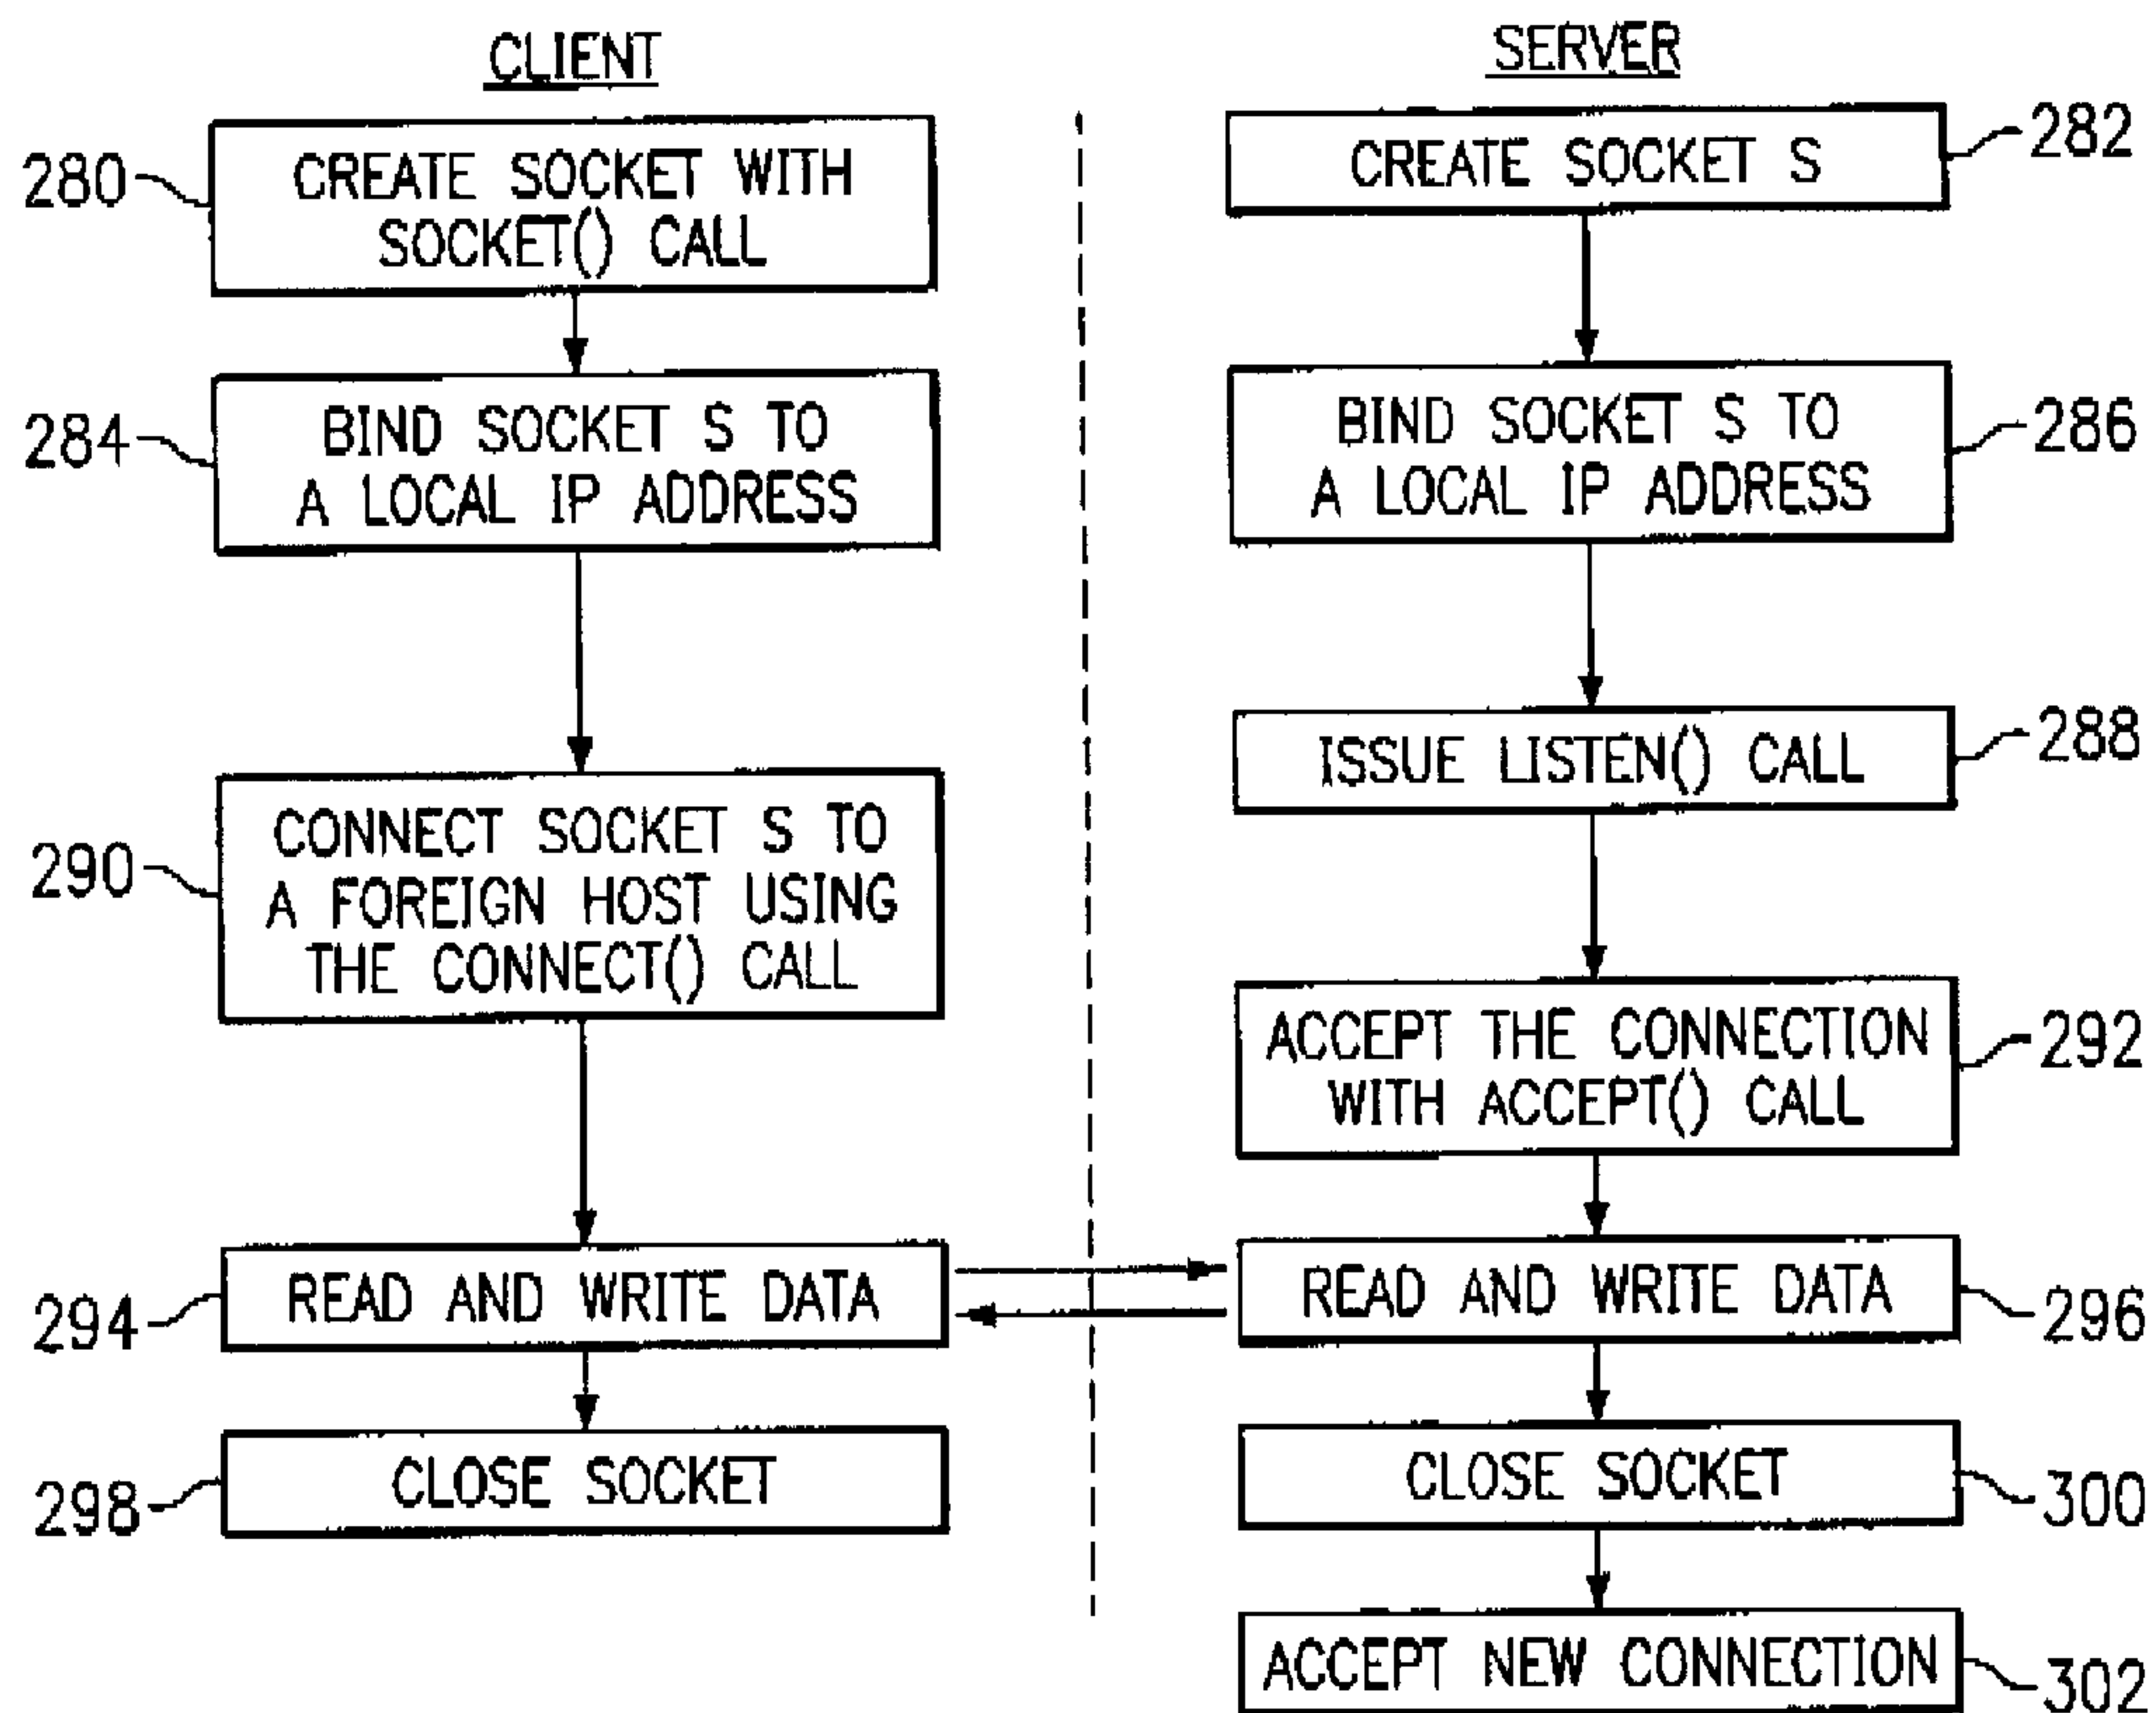 CLIENT
280
CREATE SOCKET WITH
SOCKET() CALL
284
BIND SOCKET S TO
A LOCAL IP ADDRESS
290
CONNECT SOCKET S TO
A FOREIGN HOST USING
THE CONNECT() CALL
294
READ AND WRITE DATA
298
CLOSE SOCKET
SERVER
CREATE SOCKET S
282
BIND SOCKET S TO
A LOCAL IP ADDRESS
286
ISSUE LISTEN() CALL
288
ACCEPT THE CONNECTION
WITH ACCEPT() CALL
292
READ AND WRITE DATA
296
CLOSE SOCKET
300
ACCEPT NEW CONNECTION
302